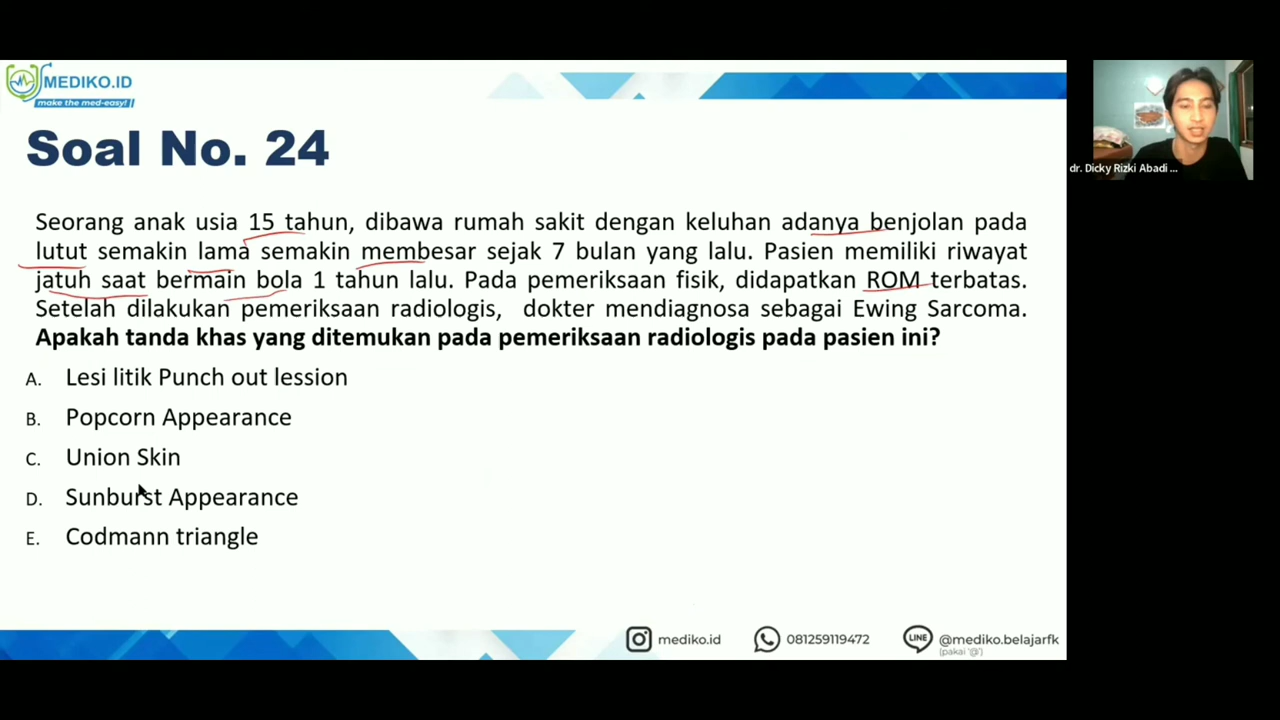 MEDIKO.ID
make the med-easy!
Soal No. 24
dr. Dicky Rizki Abadi ...
Seorang anak usia 15 tahun, dibawa rumah sakit dengan keluhan adanya benjolan pada
lutut semakin lama semakin membesar sejak 7 bulan yang lalu. Pasien memiliki riwayat
jatuh saat bermain bola 1 tahun lalu. Pada pemeriksaan fisik, didapatkan ROM terbatas.
Setelah dilakukan pemeriksaan radiologis, dokter mendiagnosa sebagai Ewing Sarcoma.
Apakah tanda khas yang ditemukan pada pemeriksaan radiologis pada pasien ini?
A. Lesi litik Punch out lession
B. Popcorn Appearance
C. Union Skin
D. Sunburst Appearance
E. Codmann triangle
mediko.id
081259119472
LINE
@mediko.belajarfk
(pakai '@')